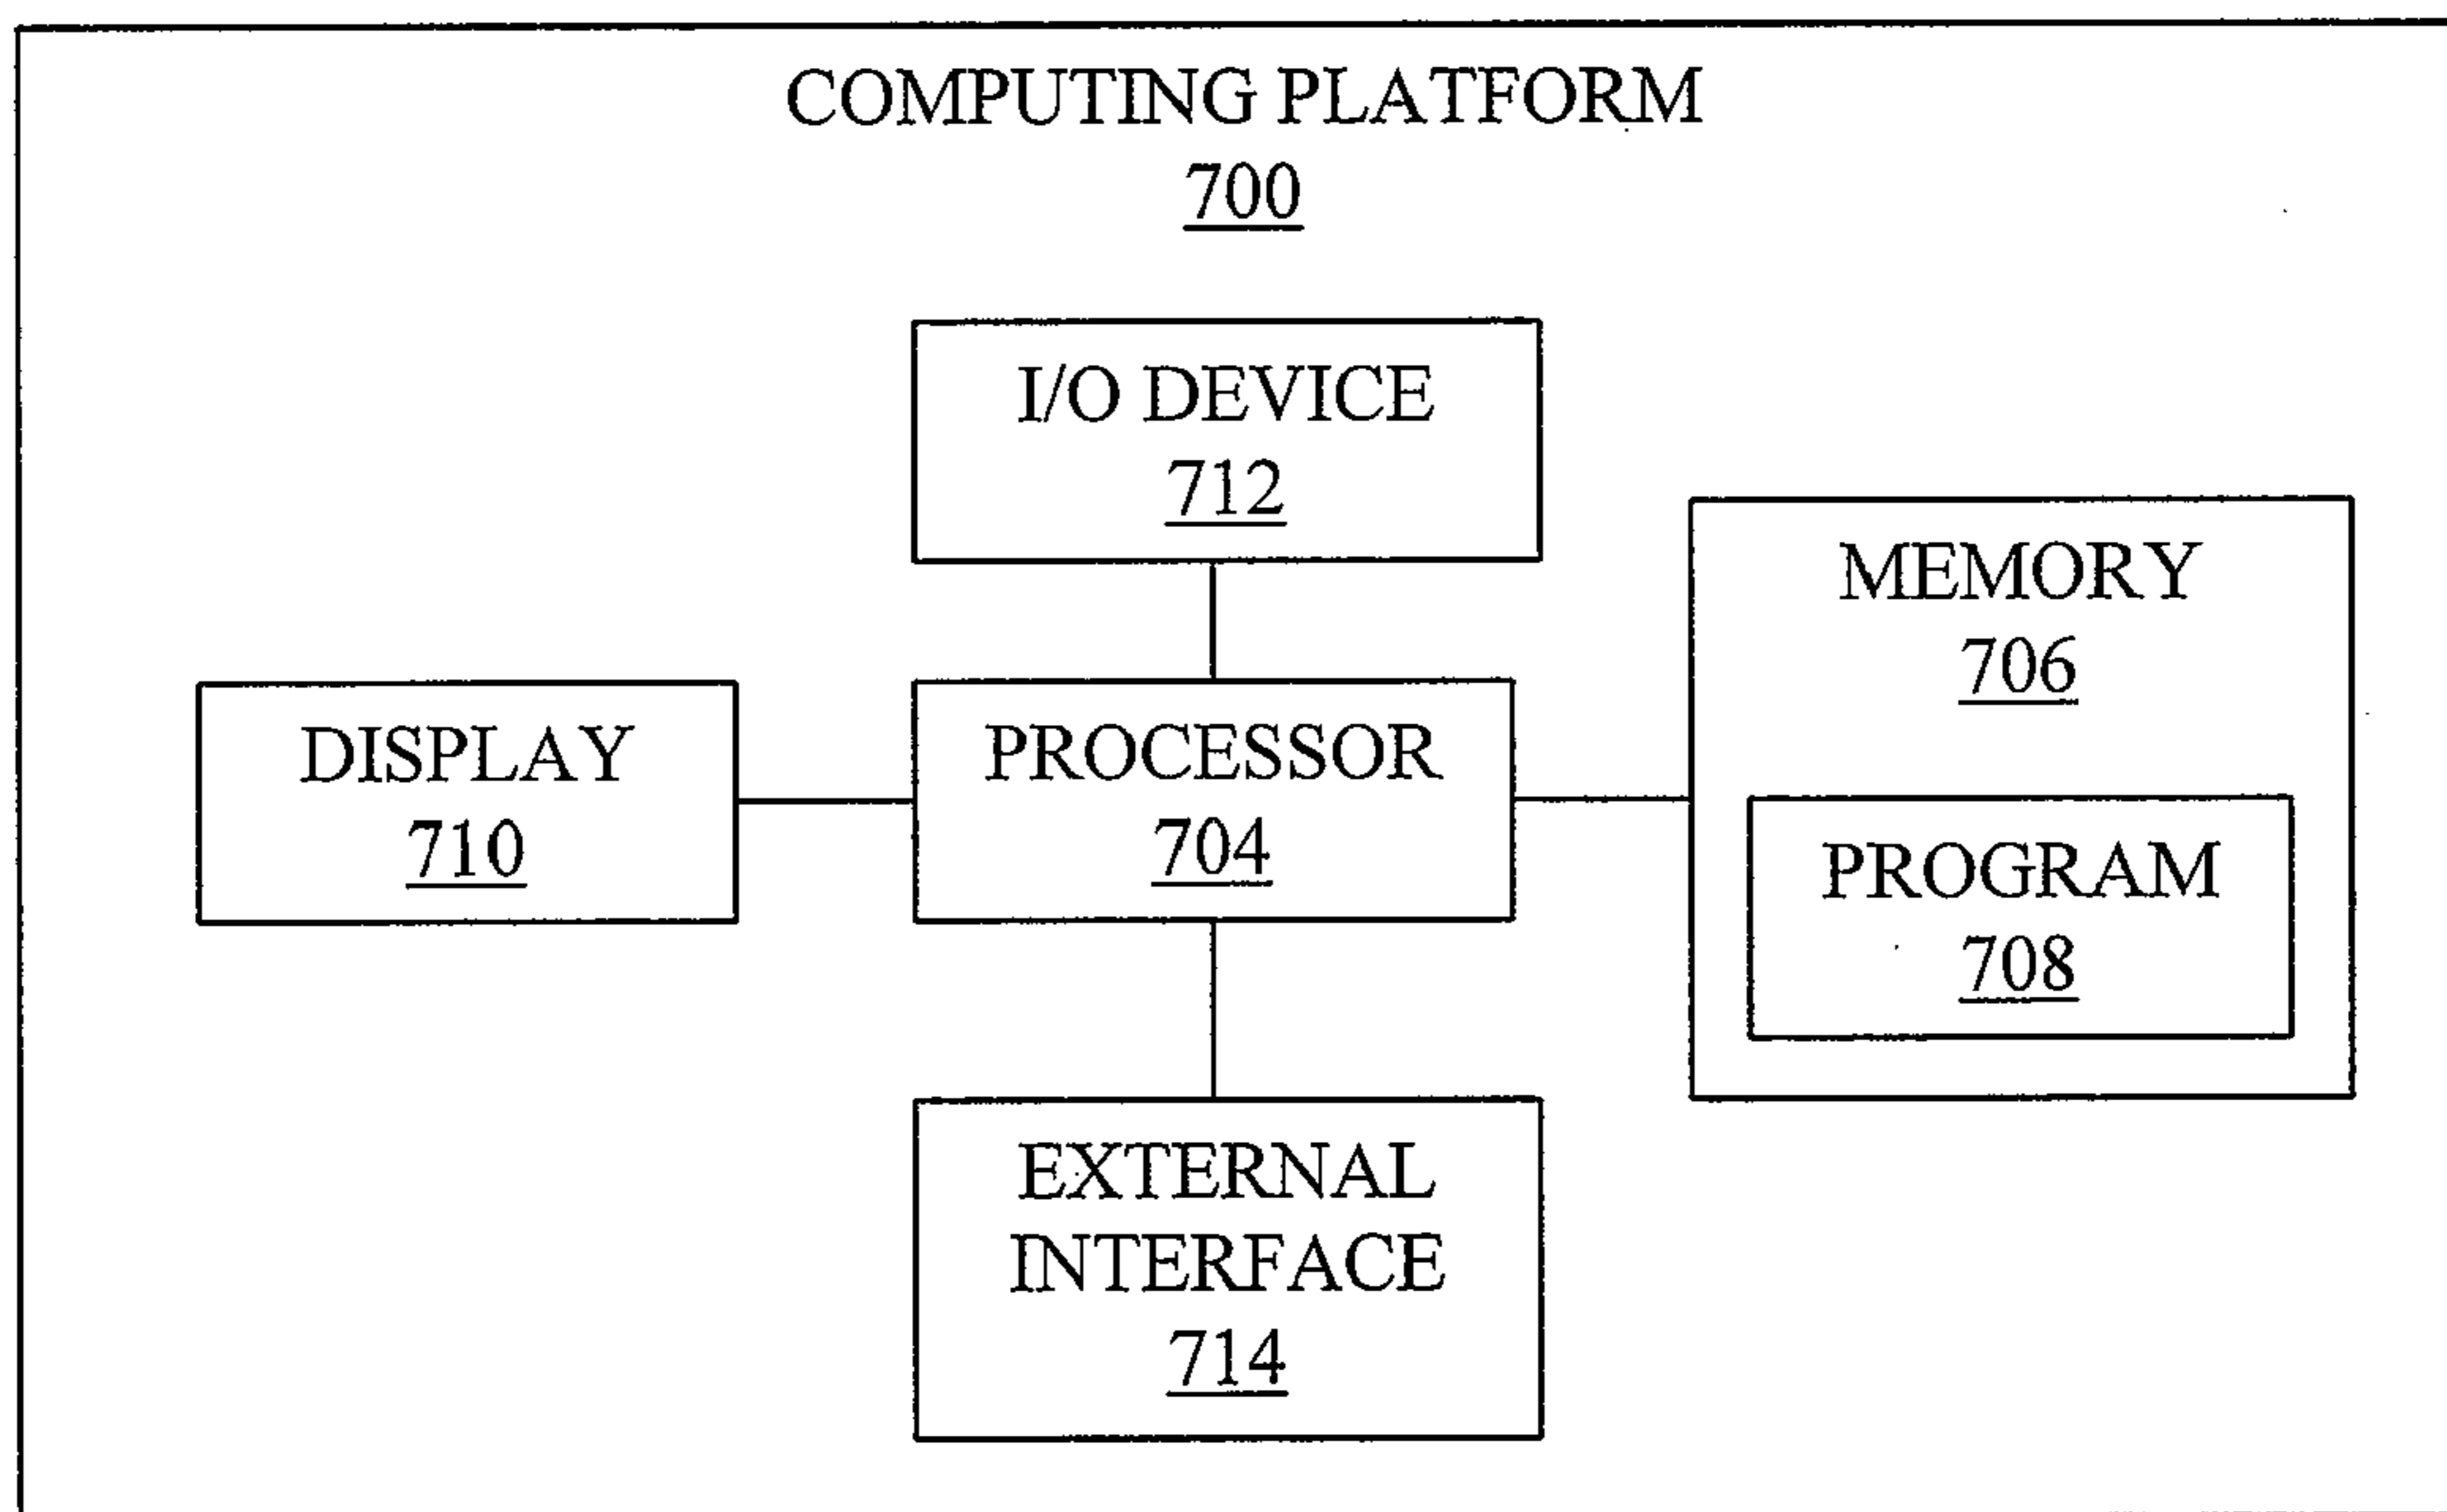 COMPUTING PLATFORM
700
I/O DEVICE
712
MEMORY
706
DISPLAY
710
PROCESSOR
704
PROGRAM
708
EXTERNAL
INTERFACE
714